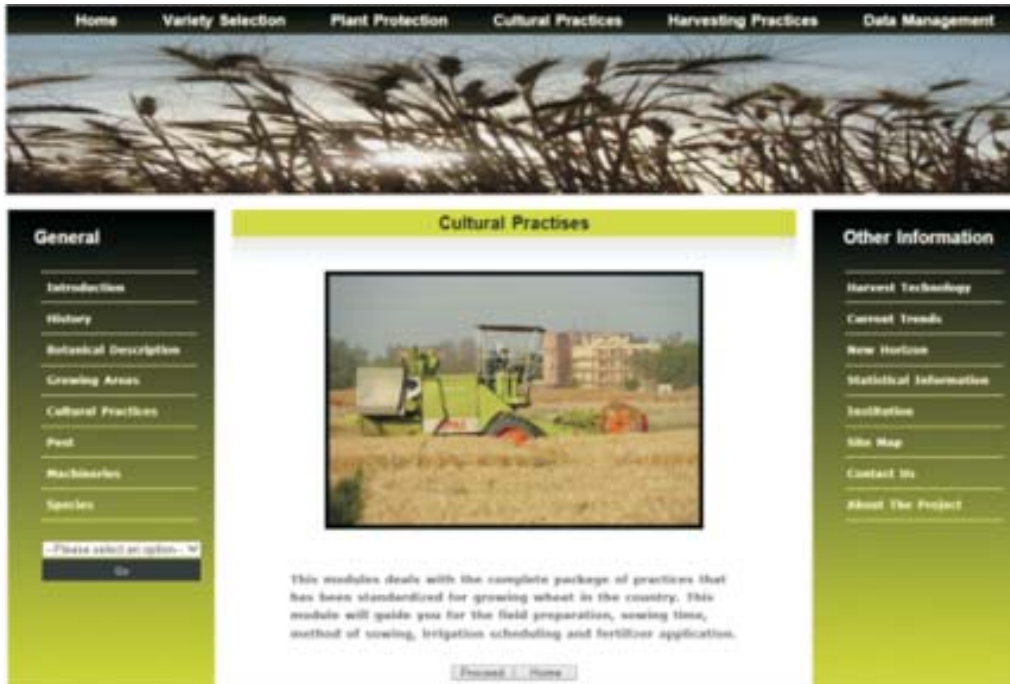 Home Variety Selection Plant Protection Cultural Practices Harvesting Practices Data Management
General
Introduction
History
Botanical Description
Growing Areas
Cultural Practices
Pest
Machineries
Species
--Please select an option--
Go
Cultural Practises
This modules deals with the complete package of practices that
has been standardized for growing wheat in the country. This
module will guide you for the field preparation, sowing time,
method of sowing, irrigation scheduling and fertilizer application.
Proceed Home
Other Information
Harvest Technology
Current Trends
New Horizon
Statistical Information
Institution
Site Map
Contact Us
About The Project